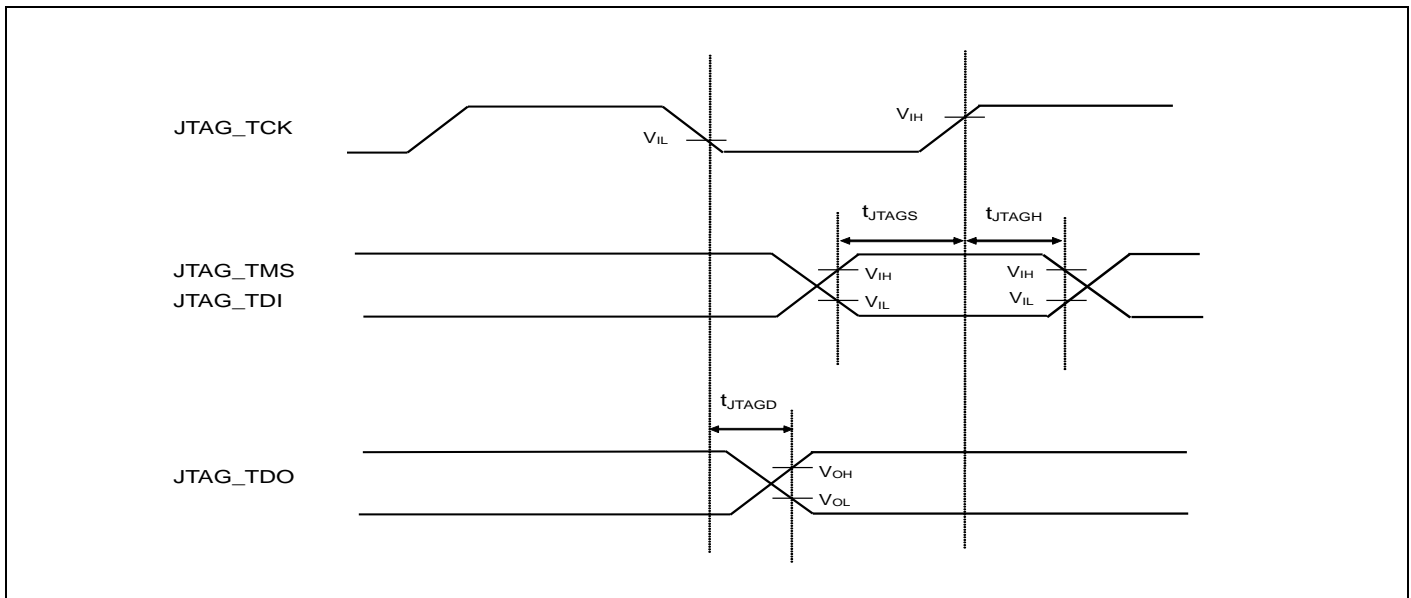 JTAG_TCK
VIL
VIH
tJTAGS
tJTAGH
JTAG_TMS
JTAG_TDI
VIH
VIL
VIH
VIL
tJTAGD
JTAG_TDO
VOH
VOL